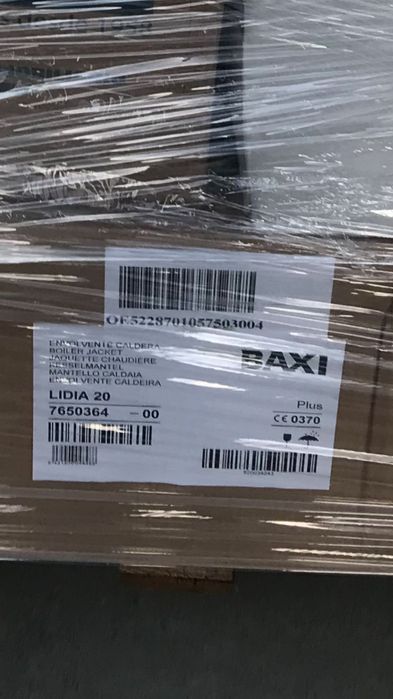 OF5228701057503004
ENVOLVENTE CALDERA
BOILER JACKET
JAQUETTE CHAUDIERE
KESSELMANTEL
MANTELLO CALDAIA
ENVOLVENTE CALDEIRA
BAXI
LIDIA 20
7650364 - 00
Plus
CE 0370